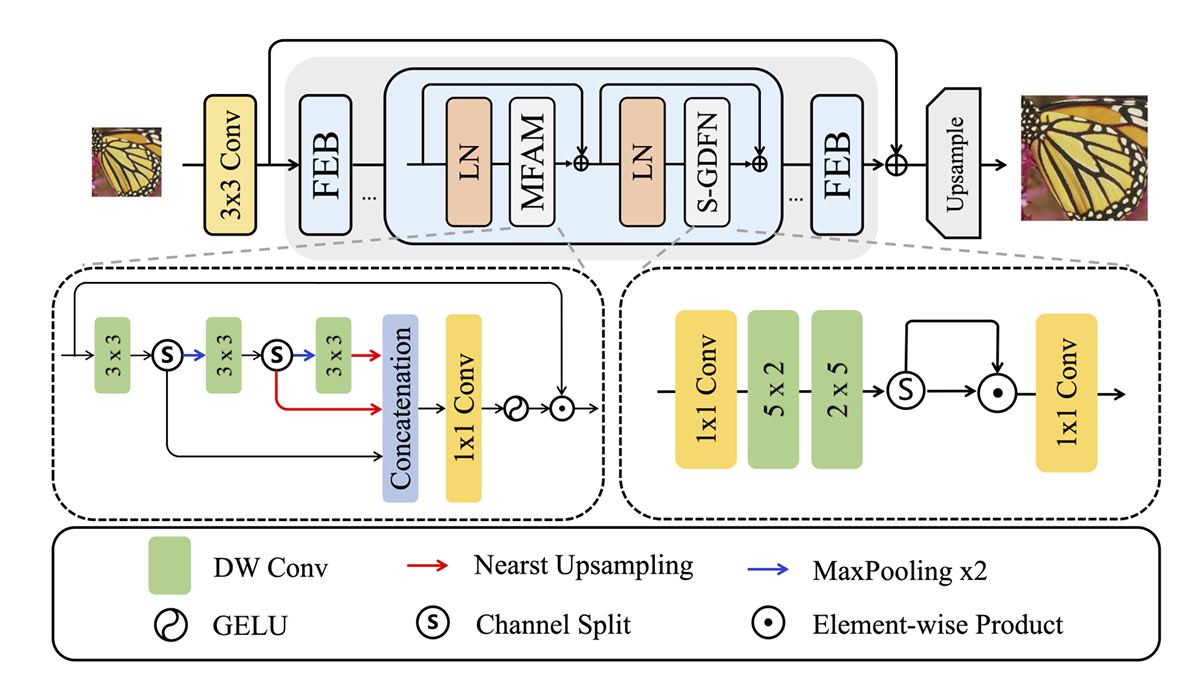 3x3 Conv
FEB
...
LN
MFAM
LN
S-GDFN
...
FEB
Upsample
3 x 3
S
3 x 3
S
3 x 3
Concatenation
1x1 Conv
1x1 Conv
5 x 2
2 x 5
S
1x1 Conv
DW Conv
Nearst Upsampling
MaxPooling x2
GELU
S
Channel Split
Element-wise Product